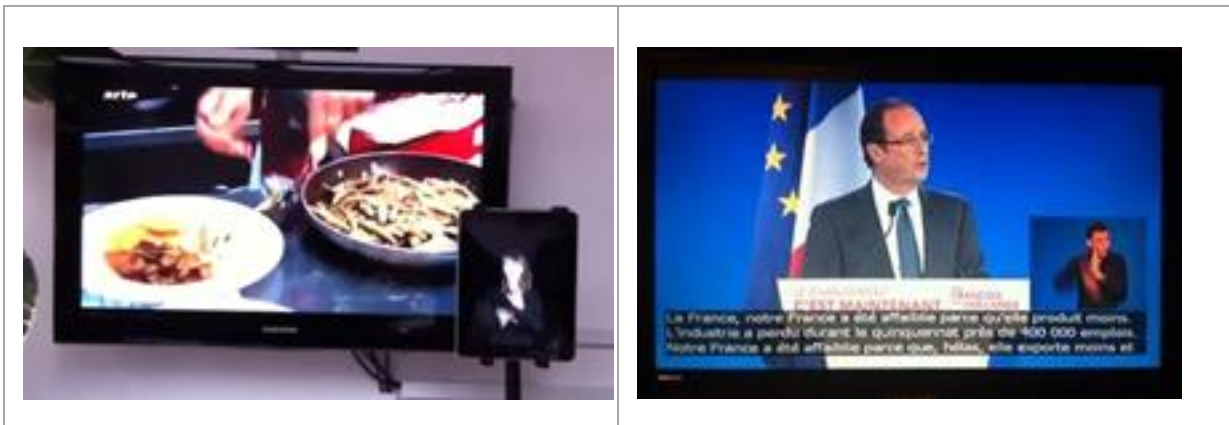 arte
SAMSUNG
LE CHANGEMENT
C'EST MAINTENANT
FRANÇOIS
HOLLANDE
La France, notre France a été affaiblie parce qu'elle produit moins.
L'industrie a perdu durant le quinquennat près de 400 000 emplois
Notre France a été affaiblie parce que, hélas, elle exporte moins et